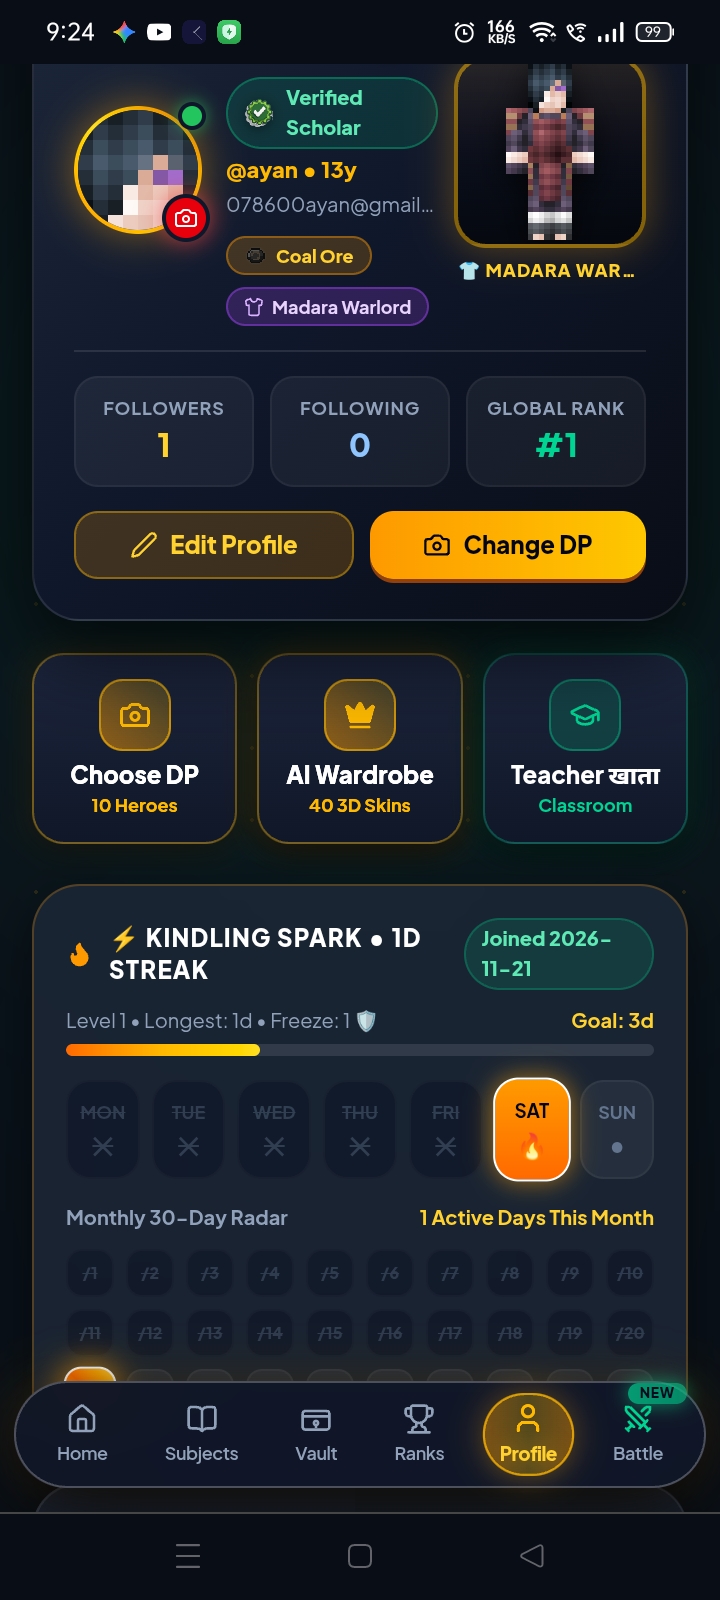 9:24
166
KB/S
99
Verified
Scholar
@ayan • 13y
078600ayan@gmail...
Coal Ore
Madara Warlord
MADARA WAR...
FOLLOWERS
1
FOLLOWING
0
GLOBAL RANK
#1
Edit Profile
Change DP
Choose DP
10 Heroes
AI Wardrobe
40 3D Skins
Teacher खाता
Classroom
⚡ KINDLING SPARK • 1D
STREAK
Joined 2026-
11-21
Level 1 • Longest: 1d • Freeze: 1 🛡️
Goal: 3d
MON
TUE
WED
THU
FRI
SAT
SUN
Monthly 30-Day Radar
1 Active Days This Month
/1 /2 /3 /4 /5 /6 /7 /8 /9 /10
/11 /12 /13 /14 /15 /16 /17 /18 /19 /20
NEW
Home
Subjects
Vault
Ranks
Profile
Battle